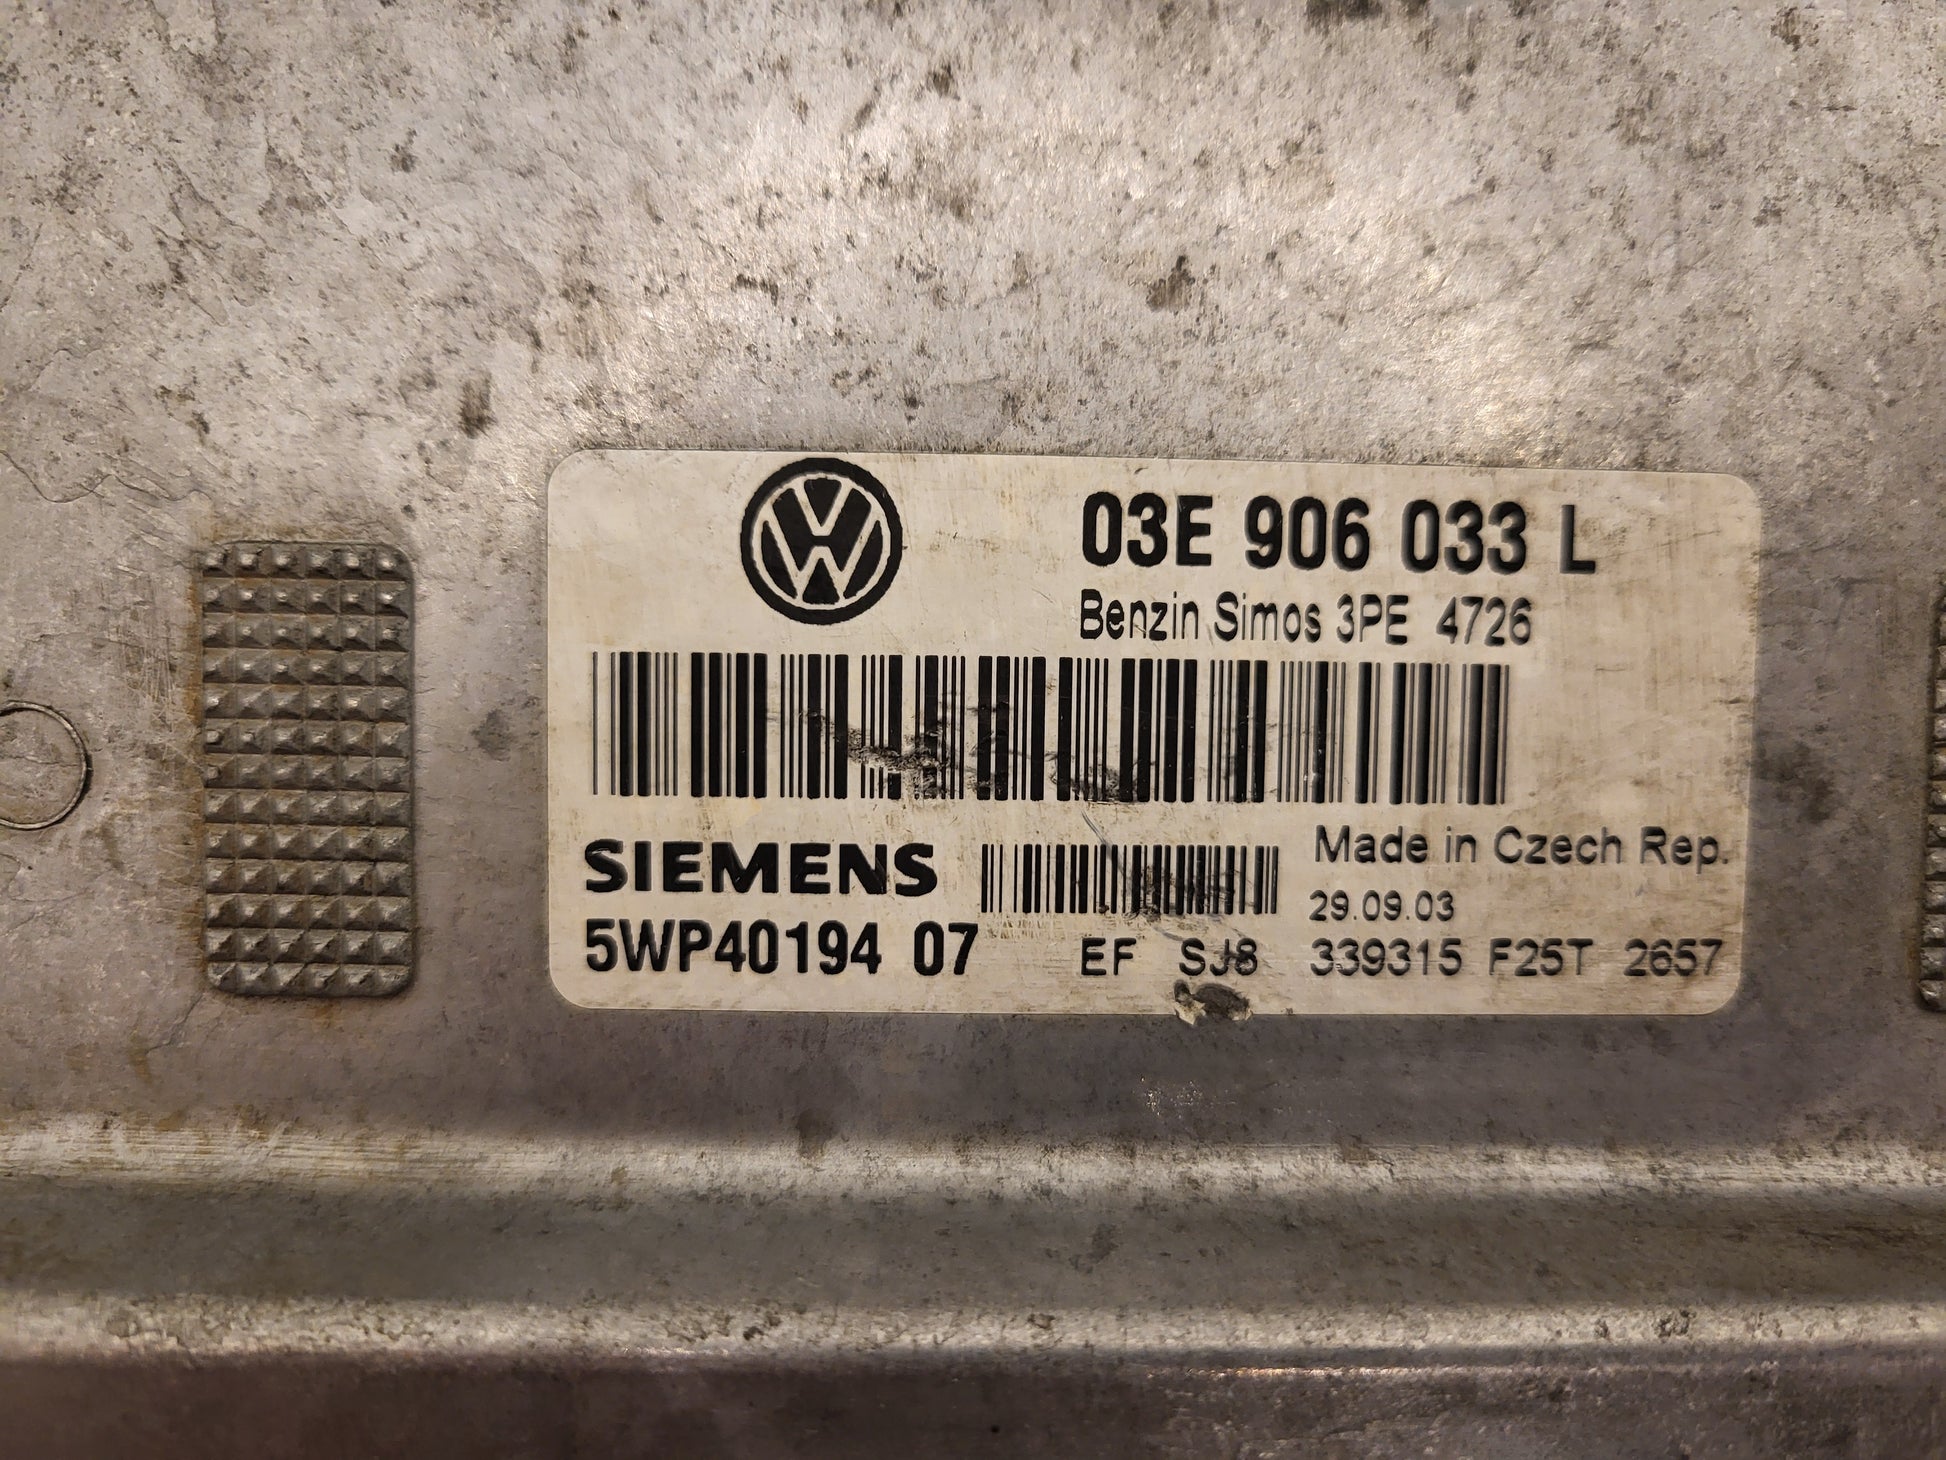 03E 906 033 L
Benzin Simos 3PE 4726
SIEMENS
Made in Czech Rep.
29.09.03
5WP40194 07
EF SJ8 339315 F25T 2657